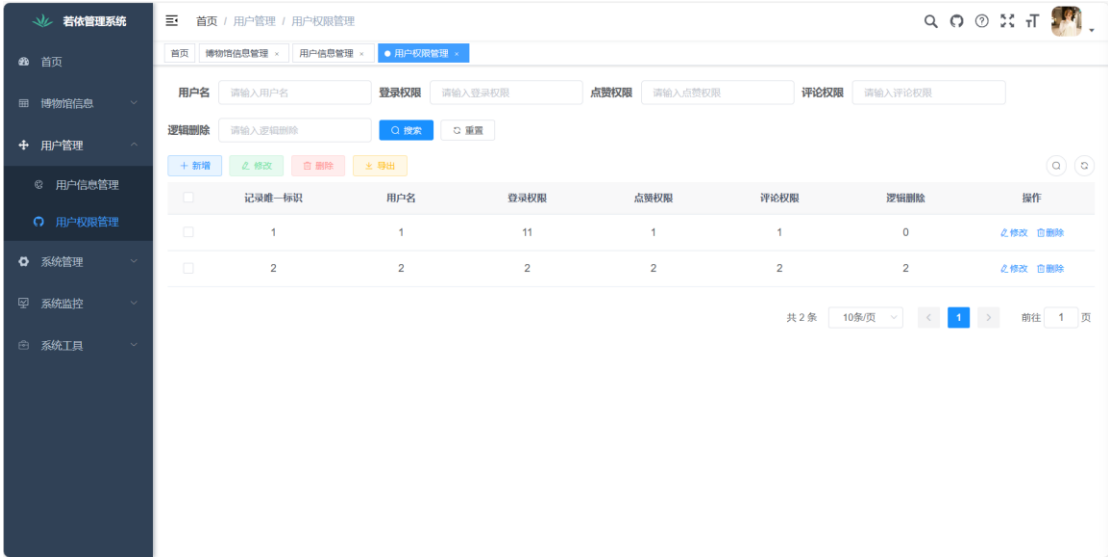 若依管理系统
首页
博物馆信息
用户管理
用户信息管理
用户权限管理
系统管理
系统监控
系统工具
首页 / 用户管理 / 用户权限管理
首页 博物馆信息管理 × 用户信息管理 × 用户权限管理 ×
用户名 请输入用户名 登录权限 请输入登录权限 点赞权限 请输入点赞权限 评论权限 请输入评论权限
逻辑删除 请输入逻辑删除 搜索 重置
+ 新增 修改 删除 导出
记录唯一标识 用户名 登录权限 点赞权限 评论权限 逻辑删除 操作
1 1 11 1 1 0 修改 删除
2 2 2 2 2 2 修改 删除
共 2 条 10条/页 < 1 > 前往 1 页